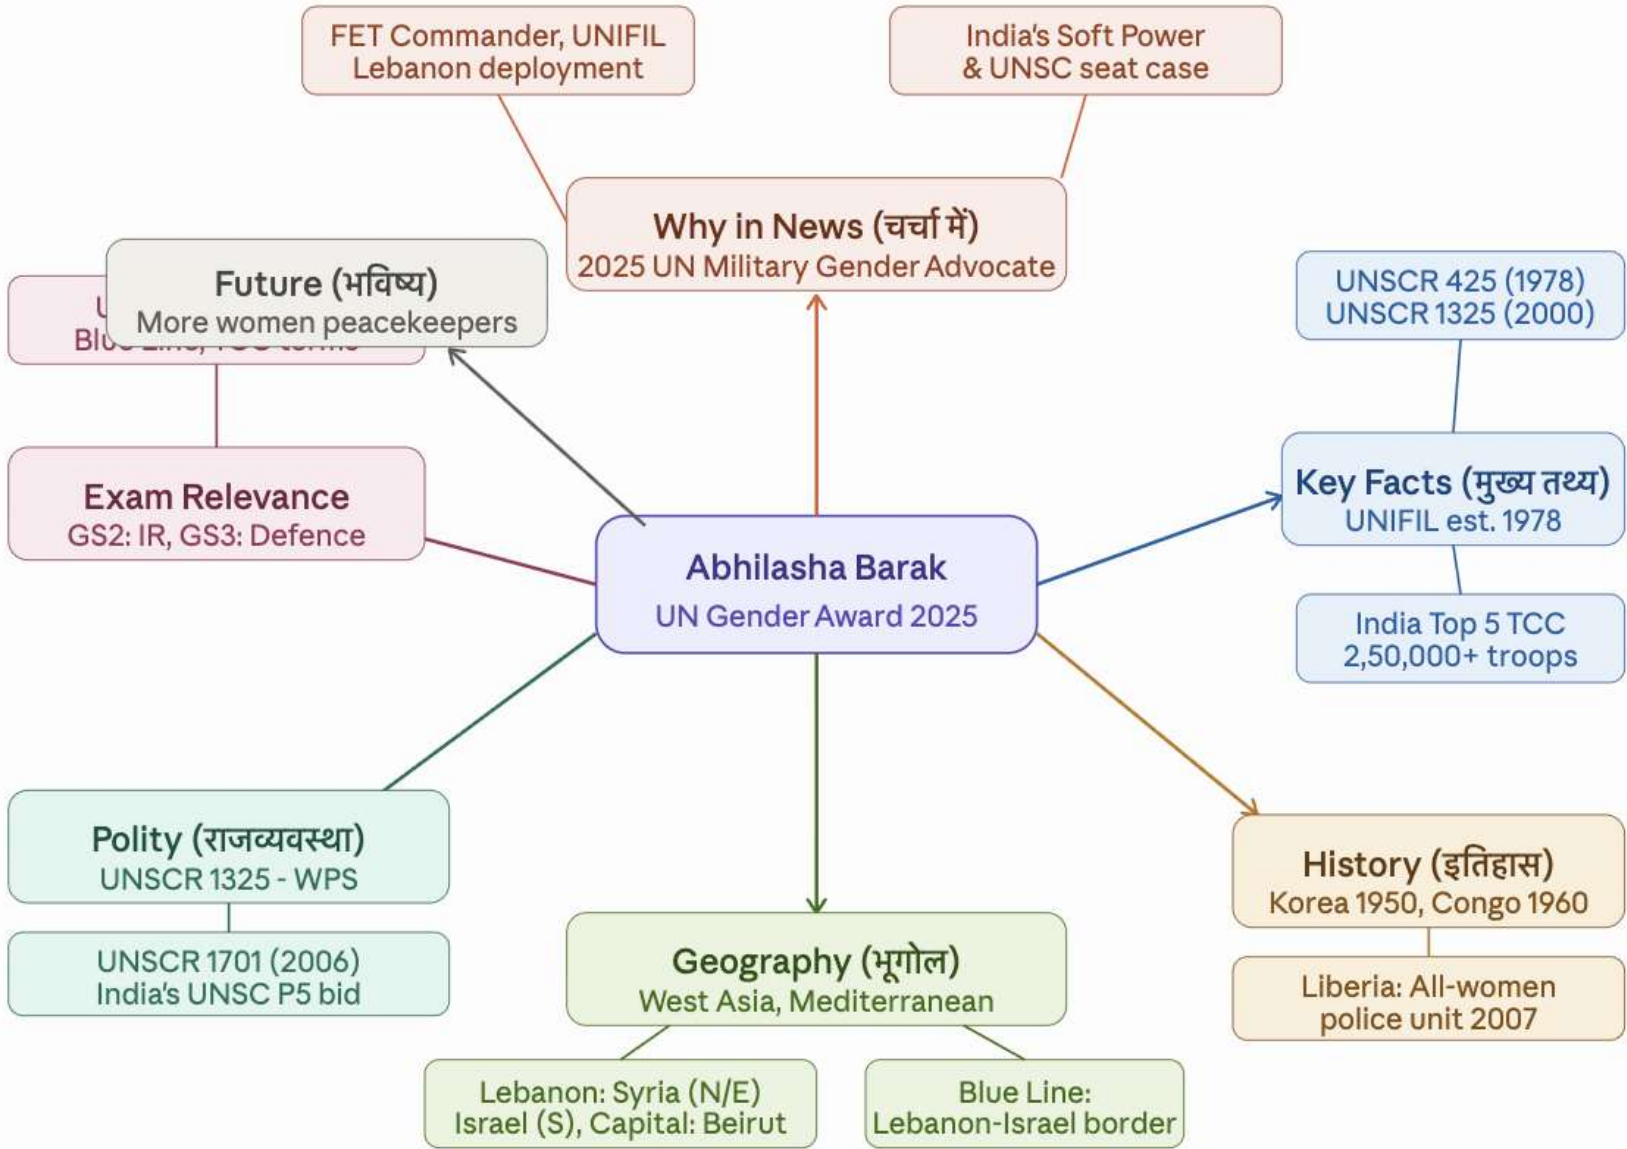 FET Commander, UNIFIL
Lebanon deployment
India's Soft Power
& UNSC seat case
Why in News (चर्चा में)
2025 UN Military Gender Advocate
Future (भविष्य)
More women peacekeepers
UNSCR 425 (1978)
UNSCR 1325 (2000)
Key Facts (मुख्य तथ्य)
UNIFIL est. 1978
India Top 5 TCC
2,50,000+ troops
Exam Relevance
GS2: IR, GS3: Defence
Abhilasha Barak
UN Gender Award 2025
Polity (राजव्यवस्था)
UNSCR 1325 - WPS
UNSCR 1701 (2006)
India's UNSC P5 bid
Geography (भूगोल)
West Asia, Mediterranean
Lebanon: Syria (N/E)
Israel (S), Capital: Beirut
Blue Line:
Lebanon-Israel border
History (इतिहास)
Korea 1950, Congo 1960
Liberia: All-women
police unit 2007